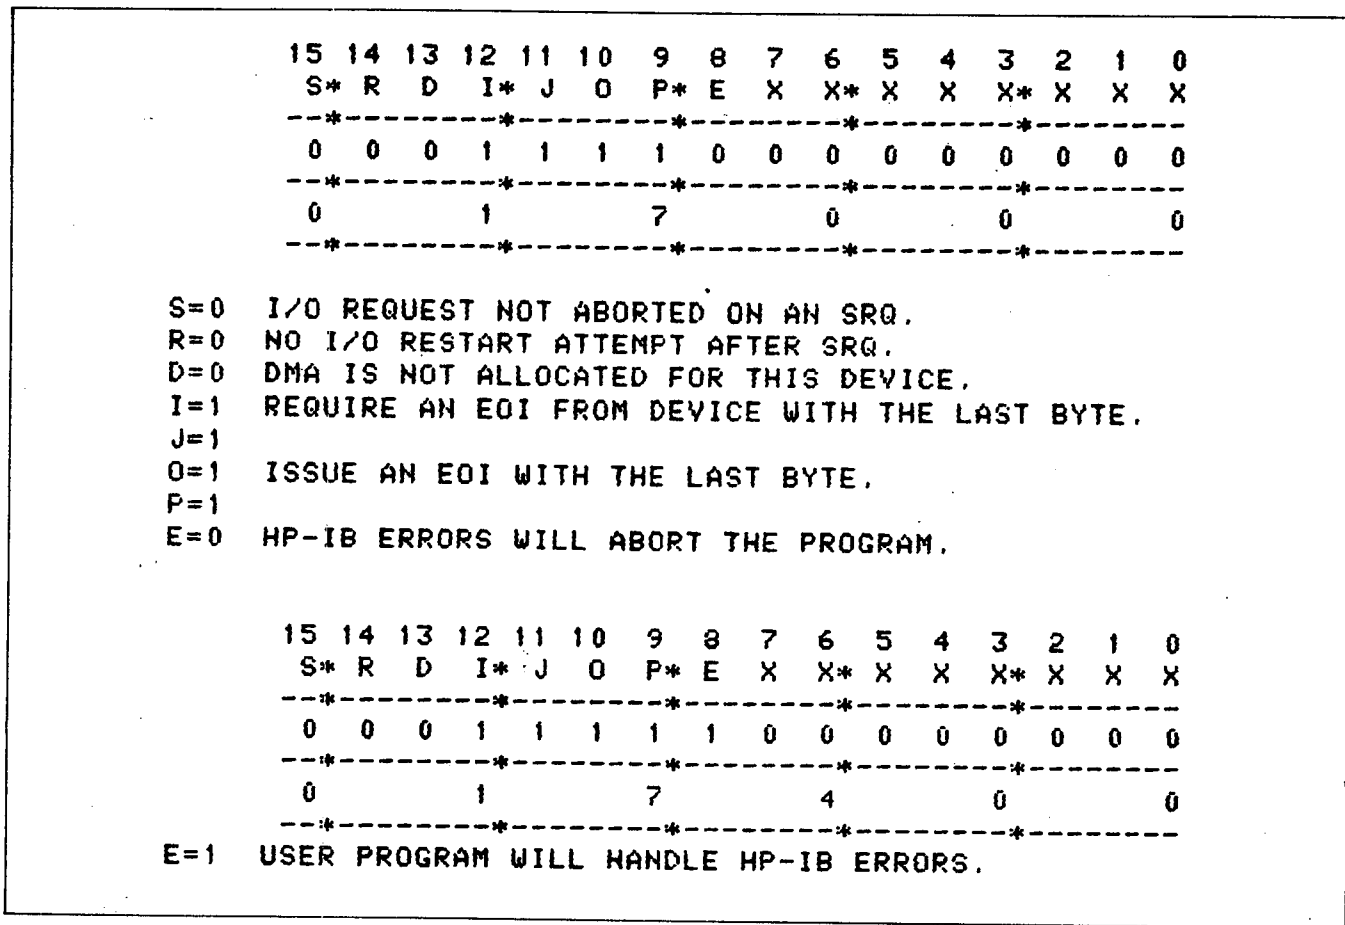 15 14 13 12 11 10 9 8 7 6 5 4 3 2 1 0
S* R D I* J O P* E X X* X X X* X X X
--*---------*---------*---------*---------*---------
0 0 0 1 1 1 1 0 0 0 0 0 0 0 0 0
--*---------*---------*---------*---------*---------
0 1 7 0 0 0
--*---------*---------*---------*---------*---------
S=0 I/O REQUEST NOT ABORTED ON AN SRQ.
R=0 NO I/O RESTART ATTEMPT AFTER SRQ.
D=0 DMA IS NOT ALLOCATED FOR THIS DEVICE.
I=1 REQUIRE AN EOI FROM DEVICE WITH THE LAST BYTE.
J=1
O=1 ISSUE AN EOI WITH THE LAST BYTE.
P=1
E=0 HP-IB ERRORS WILL ABORT THE PROGRAM.
15 14 13 12 11 10 9 8 7 6 5 4 3 2 1 0
S* R D I* J O P* E X X* X X X* X X X
--*---------*---------*---------*---------*---------
0 0 0 1 1 1 1 1 0 0 0 0 0 0 0 0
--*---------*---------*---------*---------*---------
0 1 7 4 0 0
--*---------*---------*---------*---------*---------
E=1 USER PROGRAM WILL HANDLE HP-IB ERRORS.